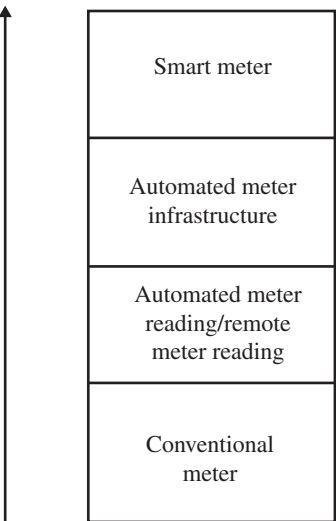 Smart meter
Automated meter
infrastructure
Automated meter
reading/remote
meter reading
Conventional
meter